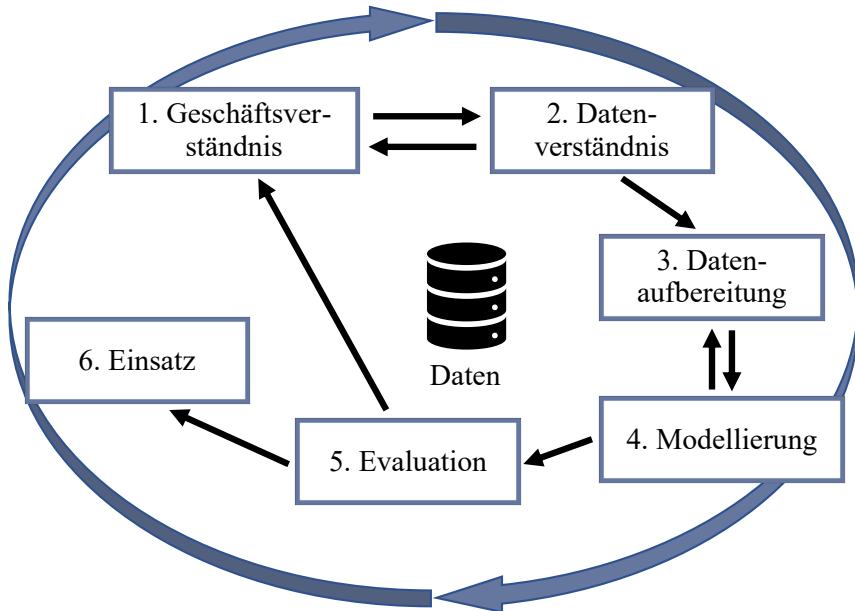 1. Geschäftsver-
ständnis
2. Daten-
verständnis
3. Daten-
aufbereitung
Daten
6. Einsatz
4. Modellierung
5. Evaluation